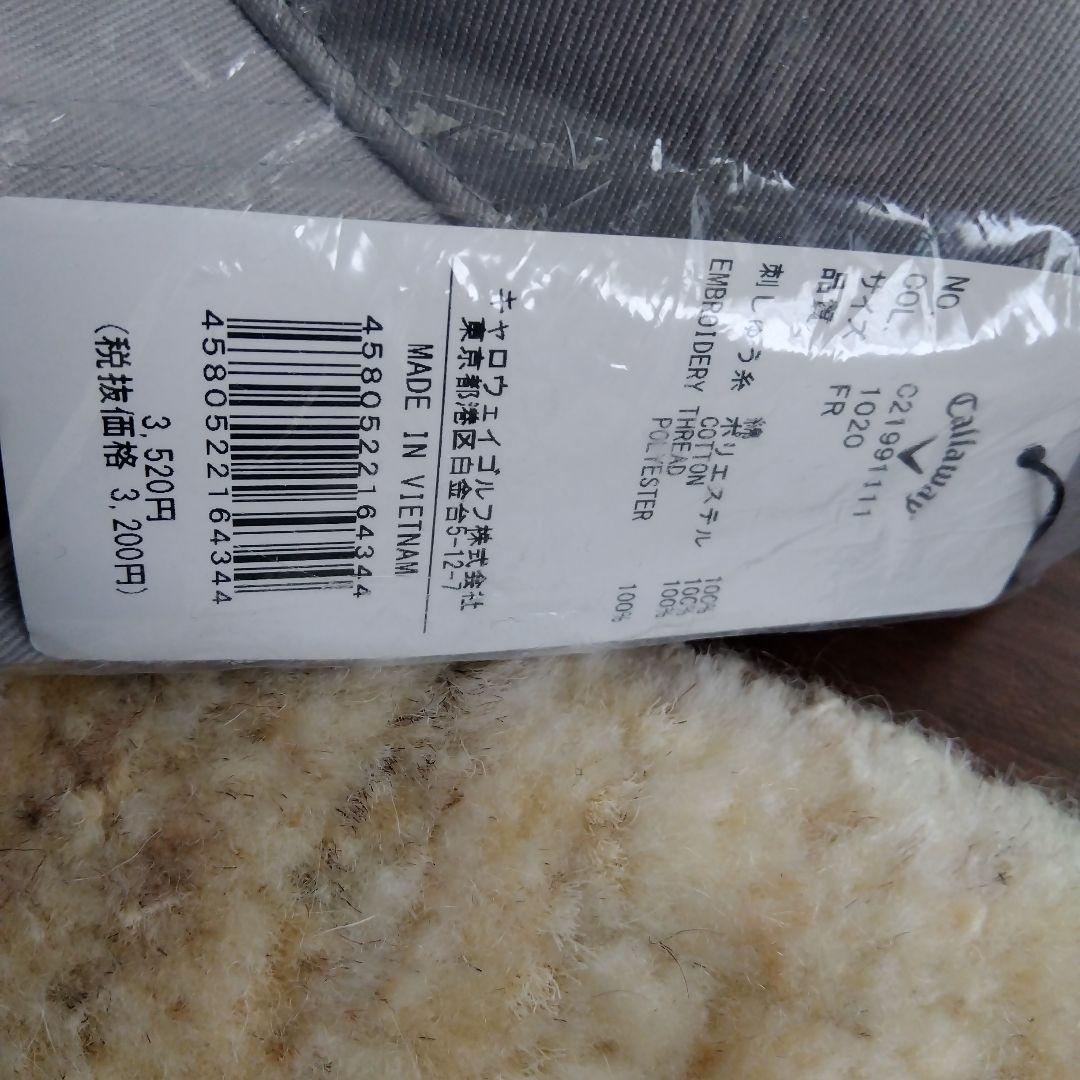 Callaway
NO. C21991111
COL. 1020
サイズ FR
品質
綿 100%
刺しゅう糸 ポリエステル 100%
COTTON 100%
EMBROIDERY THREAD
POLYESTER 100%
キャロウェイゴルフ株式会社
東京都港区白金台5-12-7
MADE IN VIETNAM
4580522164344
4580522164344
3,520円
(税抜価格 3,200円)